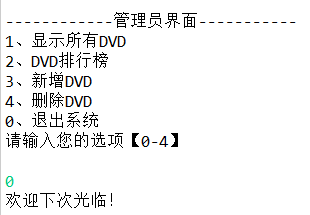 ------------管理员界面-----------
1、显示所有DVD
2、DVD排行榜
3、新增DVD
4、删除DVD
0、退出系统
请输入您的选项【0-4】
0
欢迎下次光临!